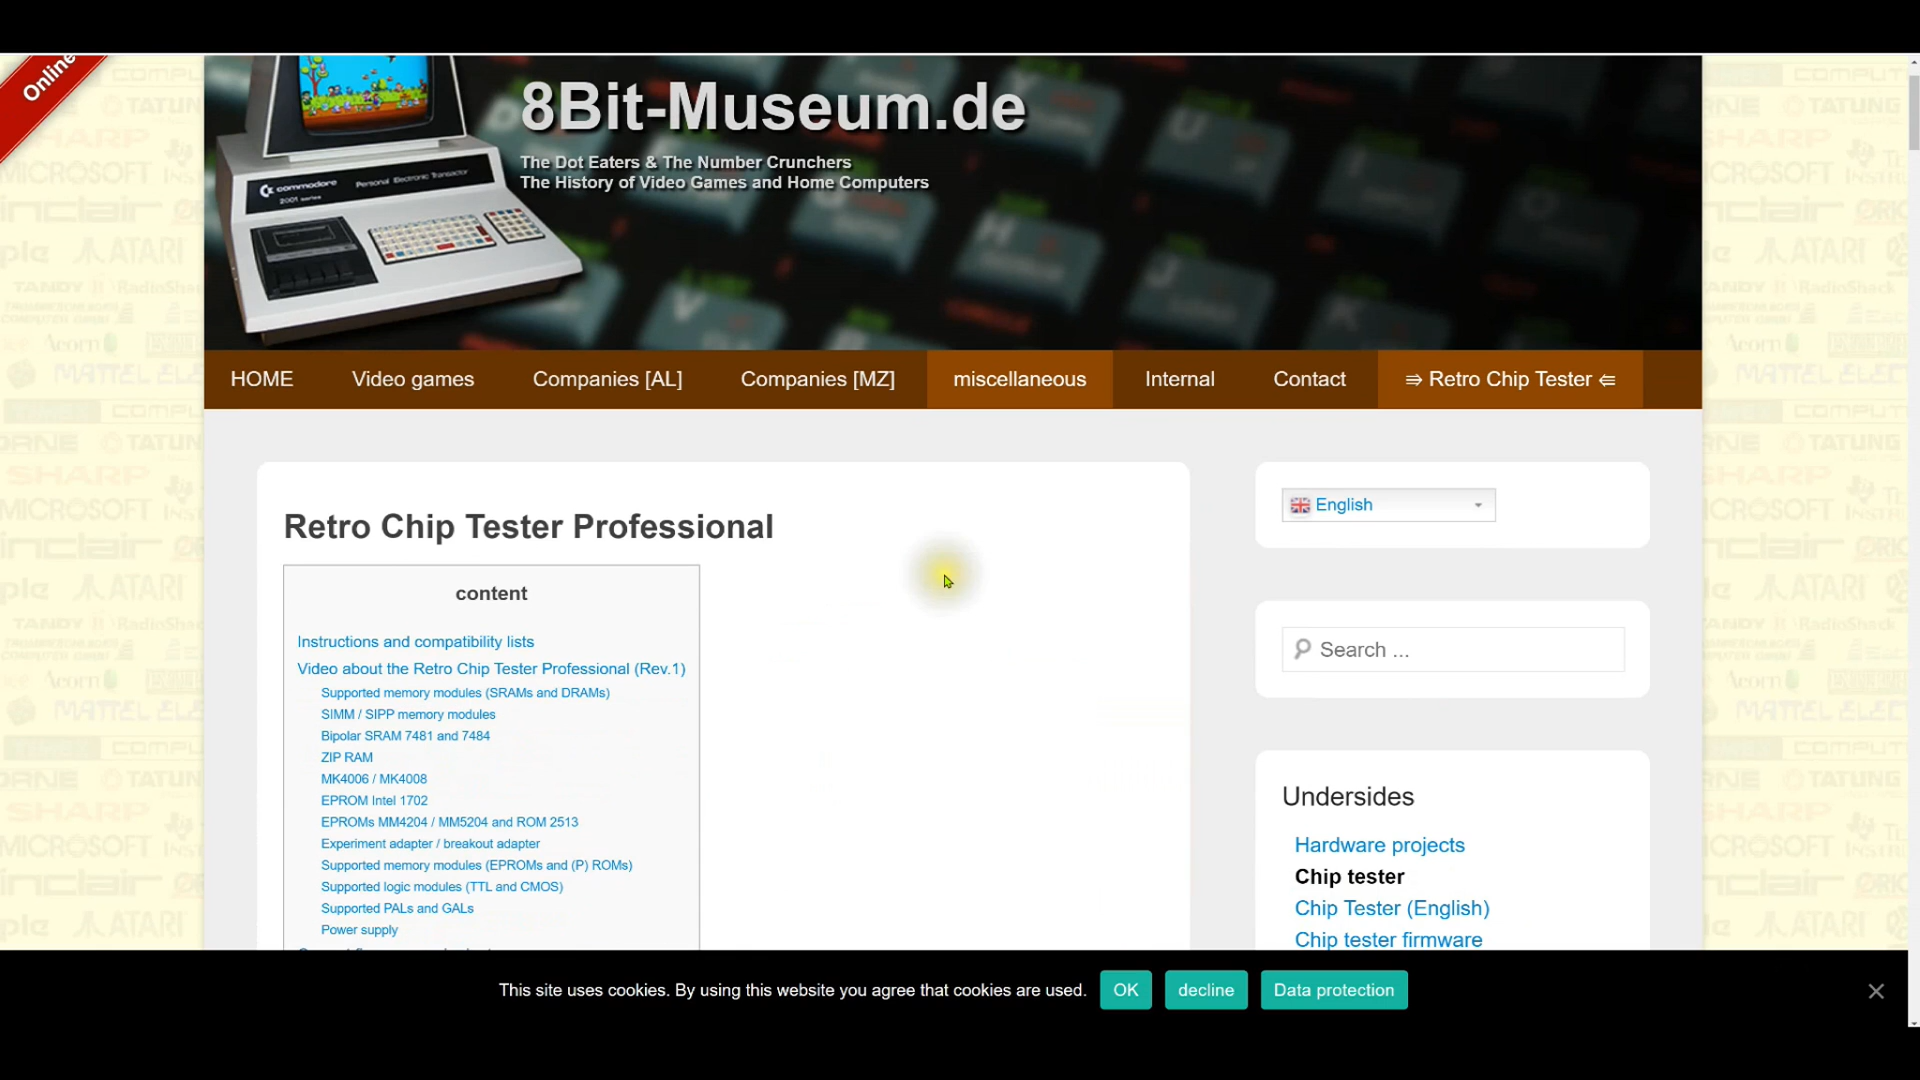 Online
8Bit-Museum.de
The Dot Eaters & The Number Crunchers
The History of Video Games and Home Computers
commodore
Personal Electronic Transactor
2001 series
HOME
Video games
Companies [AL]
Companies [MZ]
miscellaneous
Internal
Contact
⇛ Retro Chip Tester ⇚
Retro Chip Tester Professional
content
Instructions and compatibility lists
Video about the Retro Chip Tester Professional (Rev.1)
Supported memory modules (SRAMs and DRAMs)
SIMM / SIPP memory modules
Bipolar SRAM 7481 and 7484
ZIP RAM
MK4006 / MK4008
EPROM Intel 1702
EPROMs MM4204 / MM5204 and ROM 2513
Experiment adapter / breakout adapter
Supported memory modules (EPROMs and (P) ROMs)
Supported logic modules (TTL and CMOS)
Supported PALs and GALs
Power supply
English
Search ...
Undersides
Hardware projects
Chip tester
Chip Tester (English)
Chip tester firmware
This site uses cookies. By using this website you agree that cookies are used.
OK
decline
Data protection